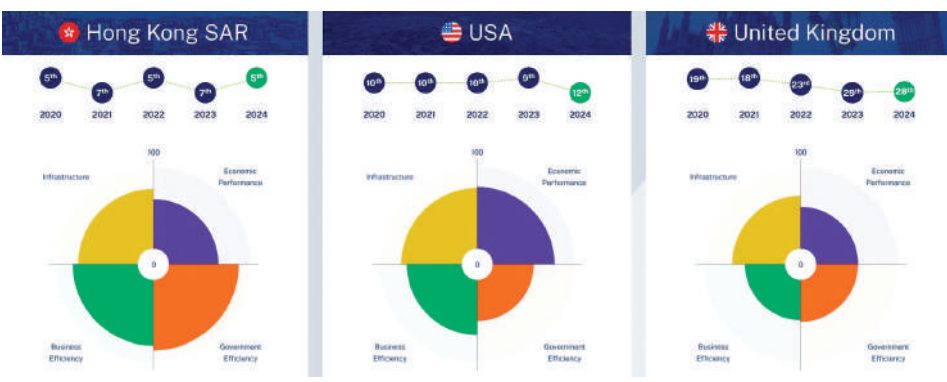 Hong Kong SAR
5th
7th
5th
7th
5th
2020
2021
2022
2023
2024
100
Infrastructure
Economic
Performance
0
Business
Efficiency
Government
Efficiency
USA
10th
10th
10th
9th
12th
2020
2021
2022
2023
2024
100
Infrastructure
Economic
Performance
0
Business
Efficiency
Government
Efficiency
United Kingdom
19th
18th
23rd
29th
28th
2020
2021
2022
2023
2024
100
Infrastructure
Economic
Performance
0
Business
Efficiency
Government
Efficiency